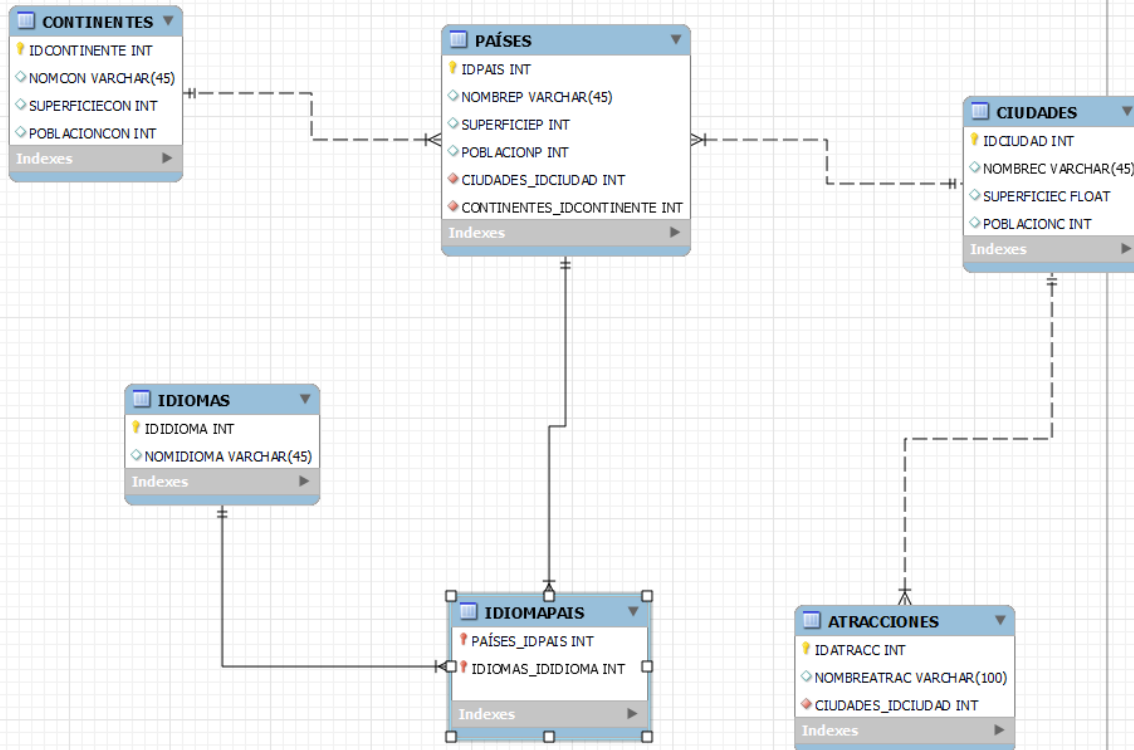 CONTINENTES
IDCONTINENTE INT
NOMCON VARCHAR(45)
SUPERFICIECON INT
POBLACIONCON INT
Indexes
PAÍSES
IDPAIS INT
NOMBREP VARCHAR(45)
SUPERFICIEP INT
POBLACIONP INT
CIUDADES_IDCIUDAD INT
CONTINENTES_IDCONTINENTE INT
Indexes
CIUDADES
IDCIUDAD INT
NOMBREC VARCHAR(45)
SUPERFICIEC FLOAT
POBLACIONC INT
Indexes
IDIOMAS
IDIDIOMA INT
NOMIDIOMA VARCHAR(45)
Indexes
IDIOMAPAIS
PAÍSES_IDPAIS INT
IDIOMAS_IDIDIOMA INT
Indexes
ATRACCIONES
IDATRACC INT
NOMBREATRAC VARCHAR(100)
CIUDADES_IDCIUDAD INT
Indexes